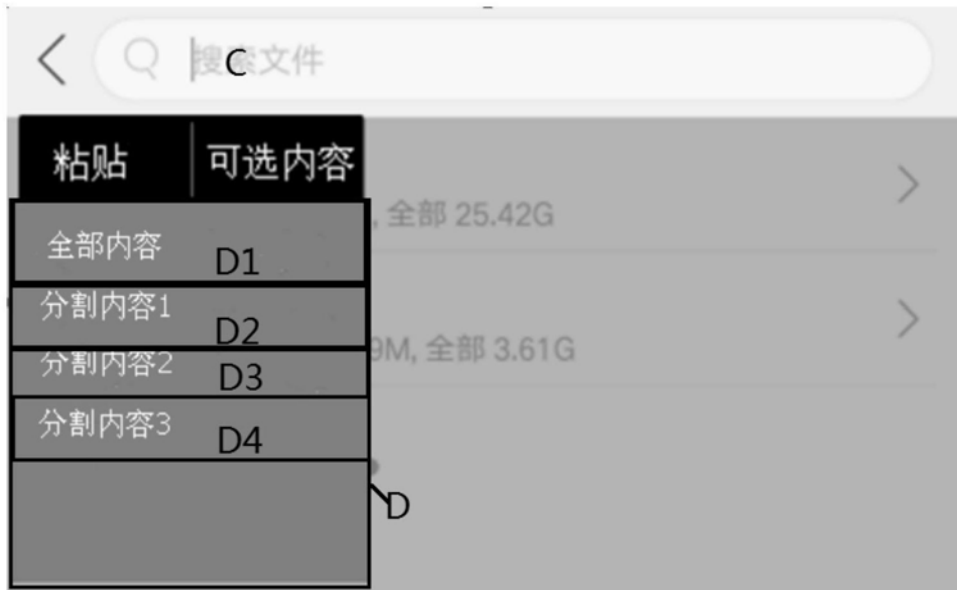 搜索文件
C
粘贴 可选内容
, 全部 25.42G
全部内容 D1
分割内容1 D2
9M, 全部 3.61G
分割内容2 D3
分割内容3 D4
D